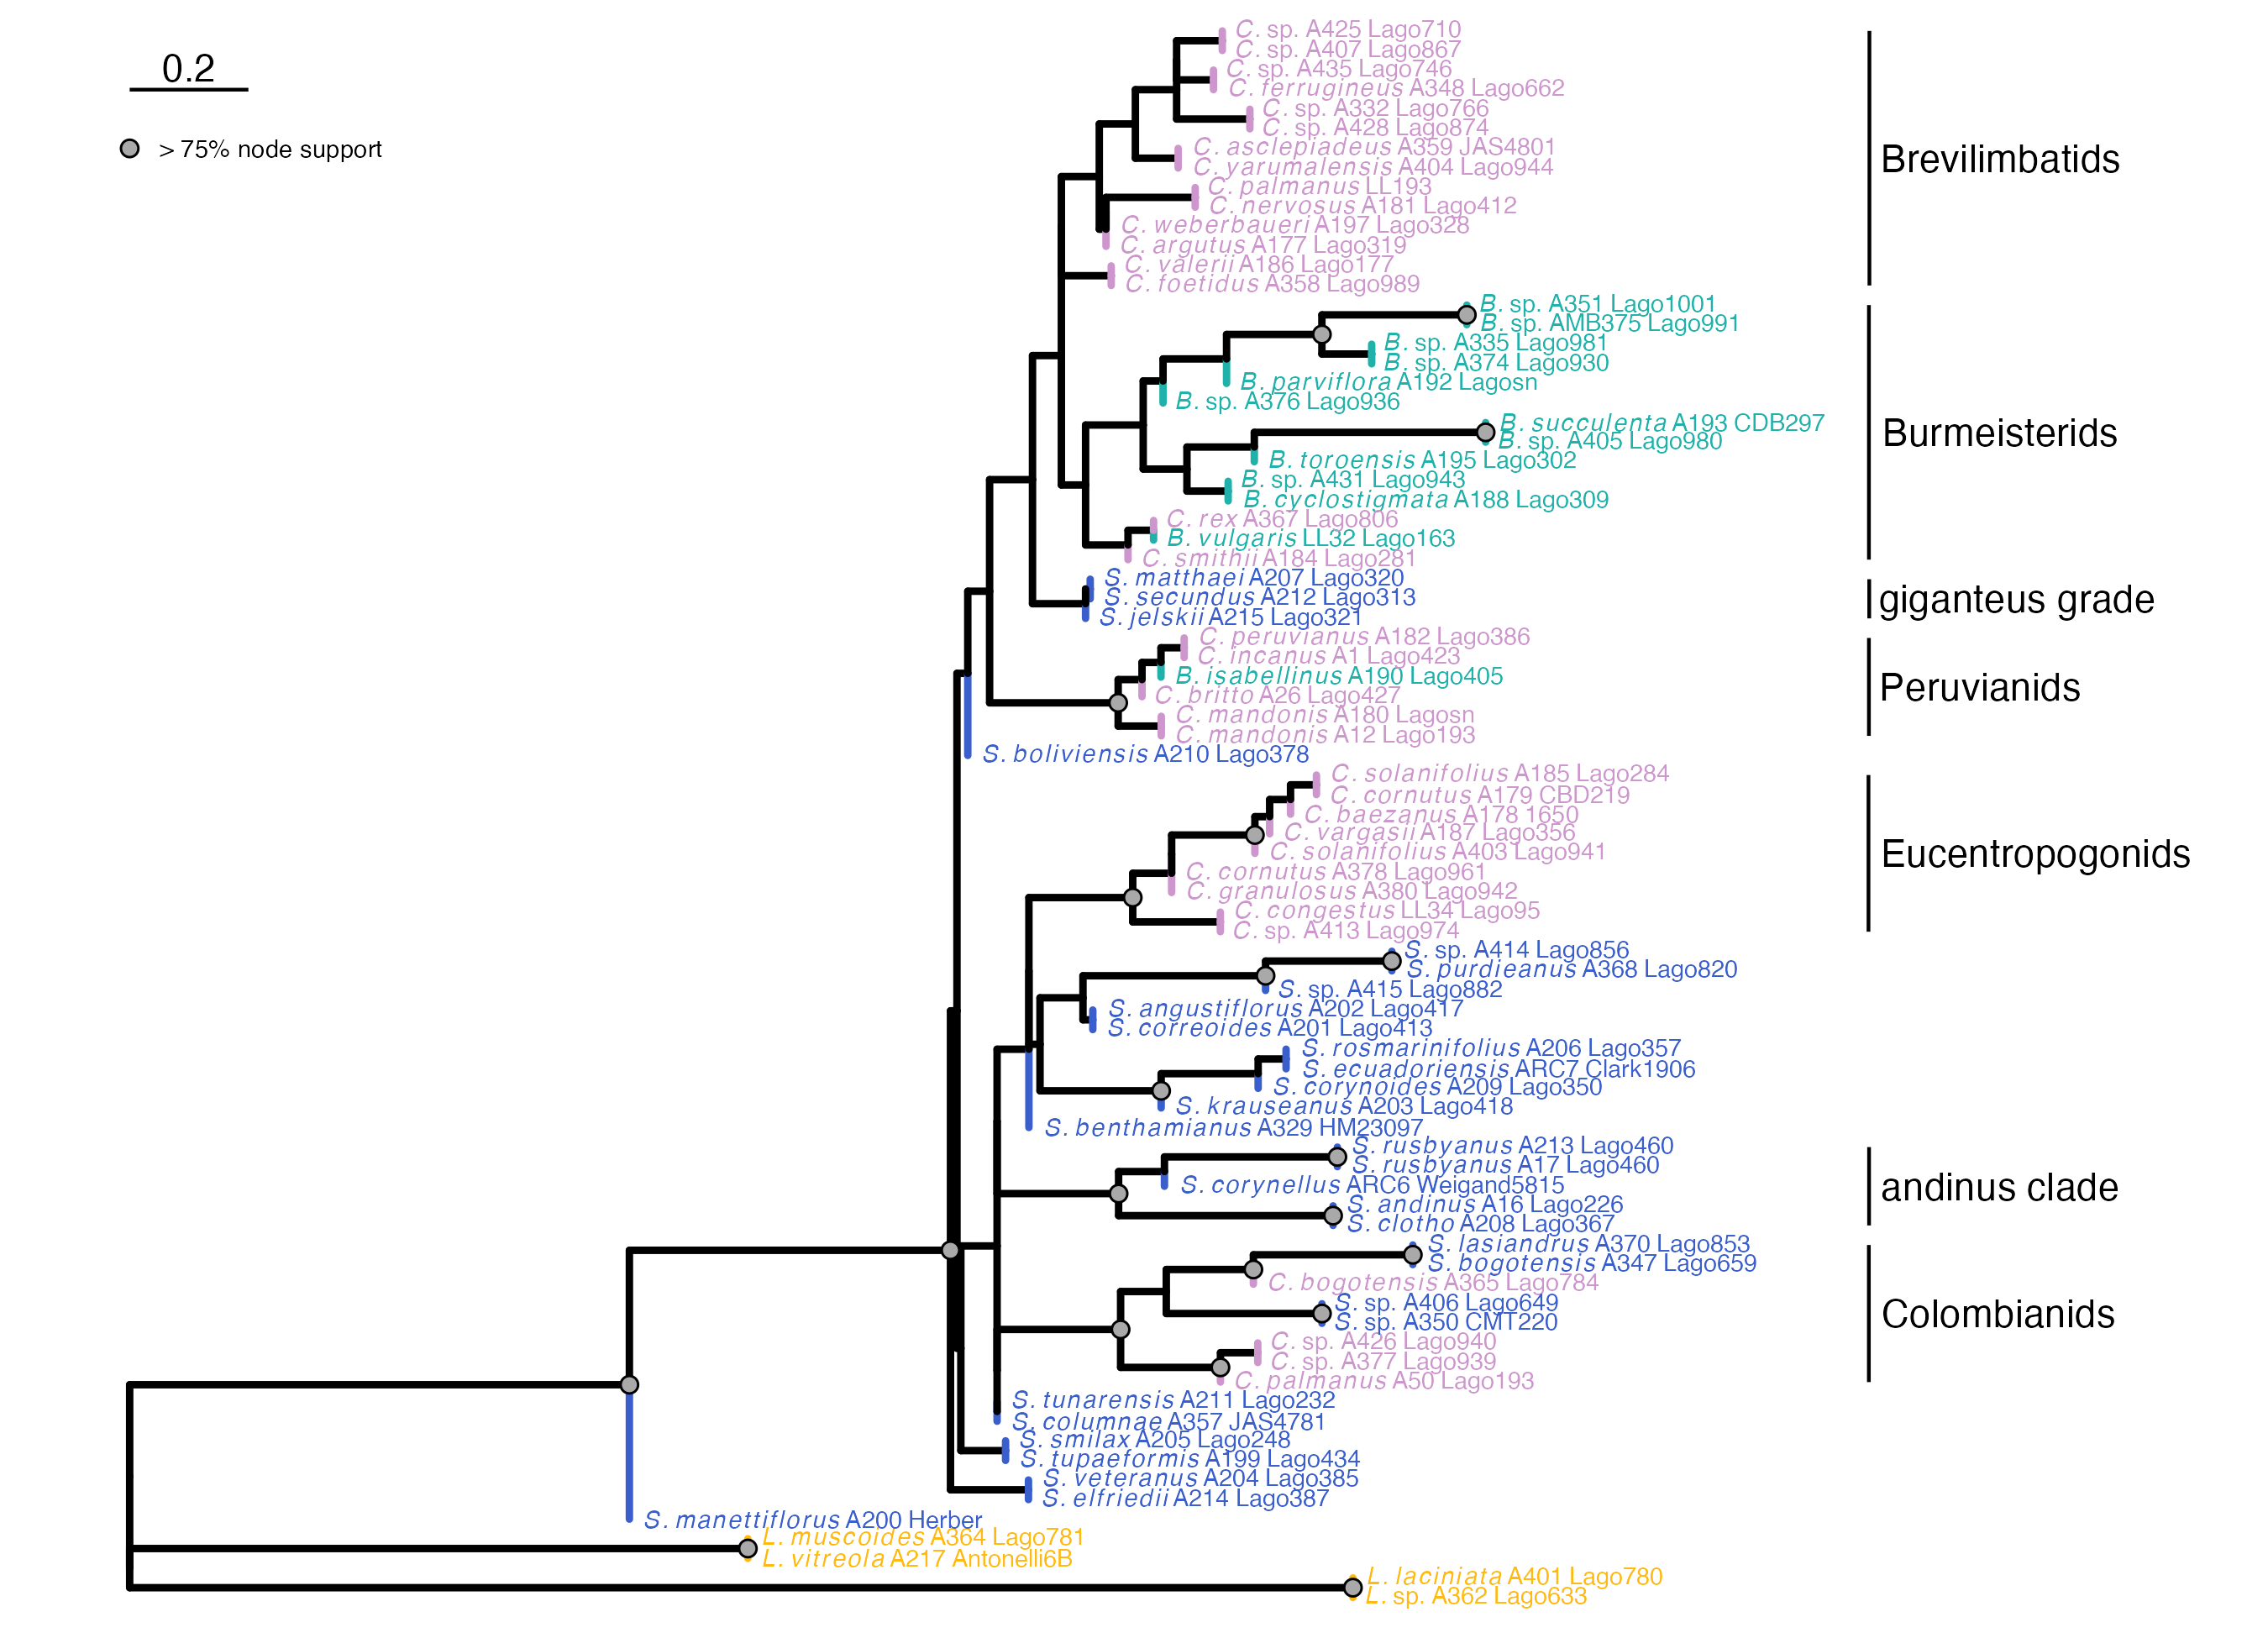 0.2
> 75% node support
C. sp. A425 Lago710
C. sp. A407 Lago867
C. sp. A435 Lago746
C. ferrugineus A348 Lago662
C. sp. A332 Lago766
C. sp. A428 Lago874
C. asclepiadeus A359 JAS4801
C. yarumalensis A404 Lago944
C. palmanus LL193
C. nervosus A181 Lago412
C. weberbaueri A197 Lago328
C. argutus A177 Lago319
C. valerii A186 Lago177
C. foetidus A358 Lago989
Brevilimbatids
B. sp. A351 Lago1001
B. sp. AMB375 Lago991
B. sp. A335 Lago981
B. sp. A374 Lago930
B. parviflora A192 Lagosn
B. sp. A376 Lago936
B. succulenta A193 CDB297
B. sp. A405 Lago980
B. toroensis A195 Lago302
B. sp. A431 Lago943
B. cyclostigmata A188 Lago309
C. rex A367 Lago806
B. vulgaris LL32 Lago163
C. smithii A184 Lago281
Burmeisterids
S. matthaei A207 Lago320
S. secundus A212 Lago313
S. jelskii A215 Lago321
giganteus grade
C. peruvianus A182 Lago386
C. incanus A1 Lago423
B. isabellinus A190 Lago405
C. britto A26 Lago427
C. mandonis A180 Lagosn
C. mandonis A12 Lago193
Peruvianids
S. boliviensis A210 Lago378
C. solanifolius A185 Lago284
C. cornutus A179 CBD219
C. baezanus A178 1650
C. vargasii A187 Lago356
C. solanifolius A403 Lago941
C. cornutus A378 Lago961
C. granulosus A380 Lago942
C. congestus LL34 Lago95
C. sp. A413 Lago974
Eucentropogonids
S. sp. A414 Lago856
S. purdieanus A368 Lago820
S. sp. A415 Lago882
S. angustiflorus A202 Lago417
S. correoides A201 Lago413
S. rosmarinifolius A206 Lago357
S. ecuadoriensis ARC7 Clark1906
S. corynoides A209 Lago350
S. krauseanus A203 Lago418
S. benthamianus A329 HM23097
S. rusbyanus A213 Lago460
S. rusbyanus A17 Lago460
S. corynellus ARC6 Weigand5815
S. andinus A16 Lago226
S. clotho A208 Lago367
andinus clade
S. lasiandrus A370 Lago853
S. bogotensis A347 Lago659
C. bogotensis A365 Lago784
S. sp. A406 Lago649
S. sp. A350 CMT220
C. sp. A426 Lago940
C. sp. A377 Lago939
C. palmanus A50 Lago193
Colombianids
S. tunarensis A211 Lago232
S. columnae A357 JAS4781
S. smilax A205 Lago248
S. tupaeformis A199 Lago434
S. veteranus A204 Lago385
S. elfriedii A214 Lago387
S. manettiflorus A200 Herber
L. muscoides A364 Lago781
L. vitreola A217 Antonelli6B
L. laciniata A401 Lago780
L. sp. A362 Lago633